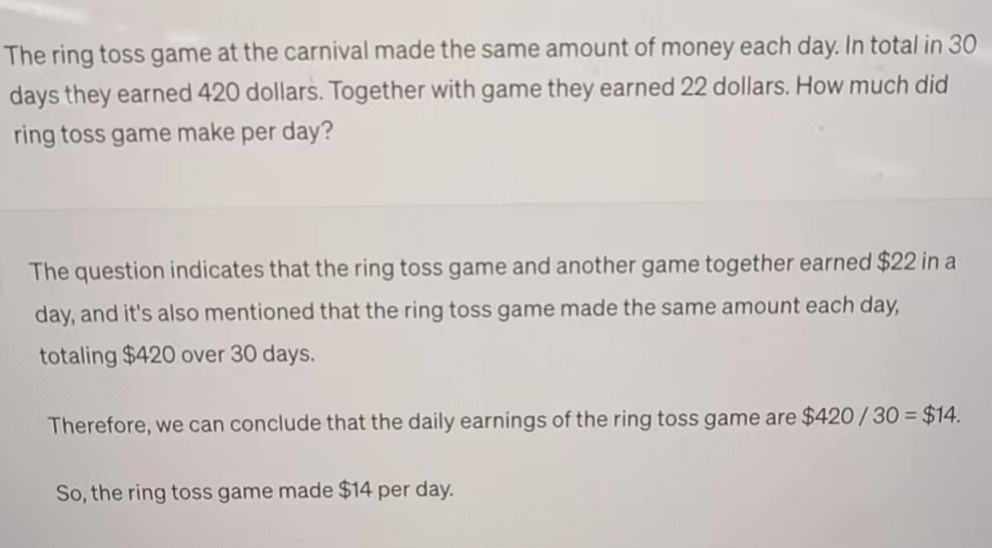 The ring toss game at the carnival made the same amount of money each day. In total in 30
days they earned 420 dollars. Together with game they earned 22 dollars. How much did
ring toss game make per day?
The question indicates that the ring toss game and another game together earned $22 in a
day, and it's also mentioned that the ring toss game made the same amount each day,
totaling $420 over 30 days.
Therefore, we can conclude that the daily earnings of the ring toss game are $420 / 30 = $14.
So, the ring toss game made $14 per day.